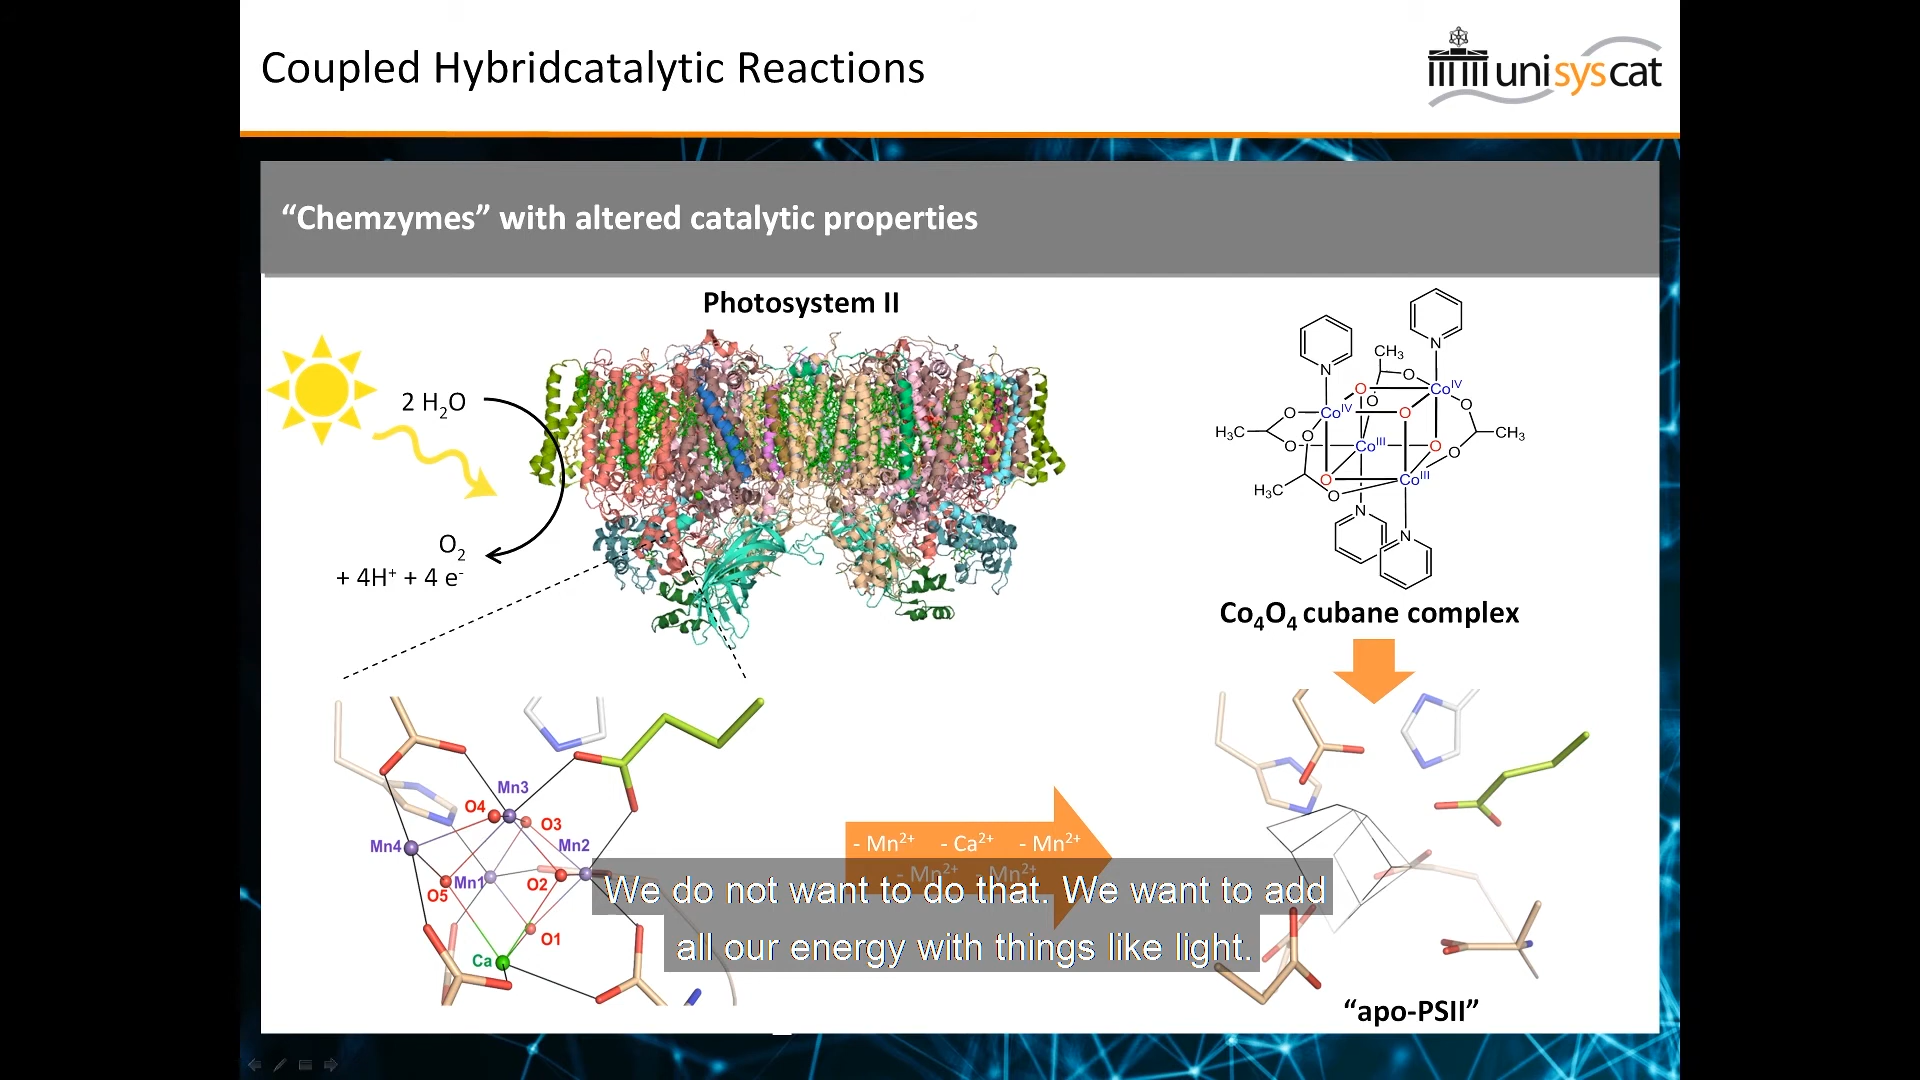 Coupled Hybridcatalytic Reactions
unisyscat
“Chemzymes” with altered catalytic properties
Photosystem II
2 H₂O
O₂
+ 4H⁺ + 4 e⁻
N
N
CH₃
O
O
O
Coᴵⱽ
O
Coᴵⱽ
O
O
H₃C
O
O
Coᴵᴵᴵ
O
O
CH₃
O
Coᴵᴵᴵ
H₃C
O
N
N
Co₄O₄ cubane complex
Mn3
O4
O3
Mn4
Mn2
O5
Mn1
O2
O1
Ca
- Mn²⁺ - Ca²⁺ - Mn²⁺
- Mn²⁺ - Mn²⁺
We do not want to do that. We want to add
all our energy with things like light.
“apo-PSII”